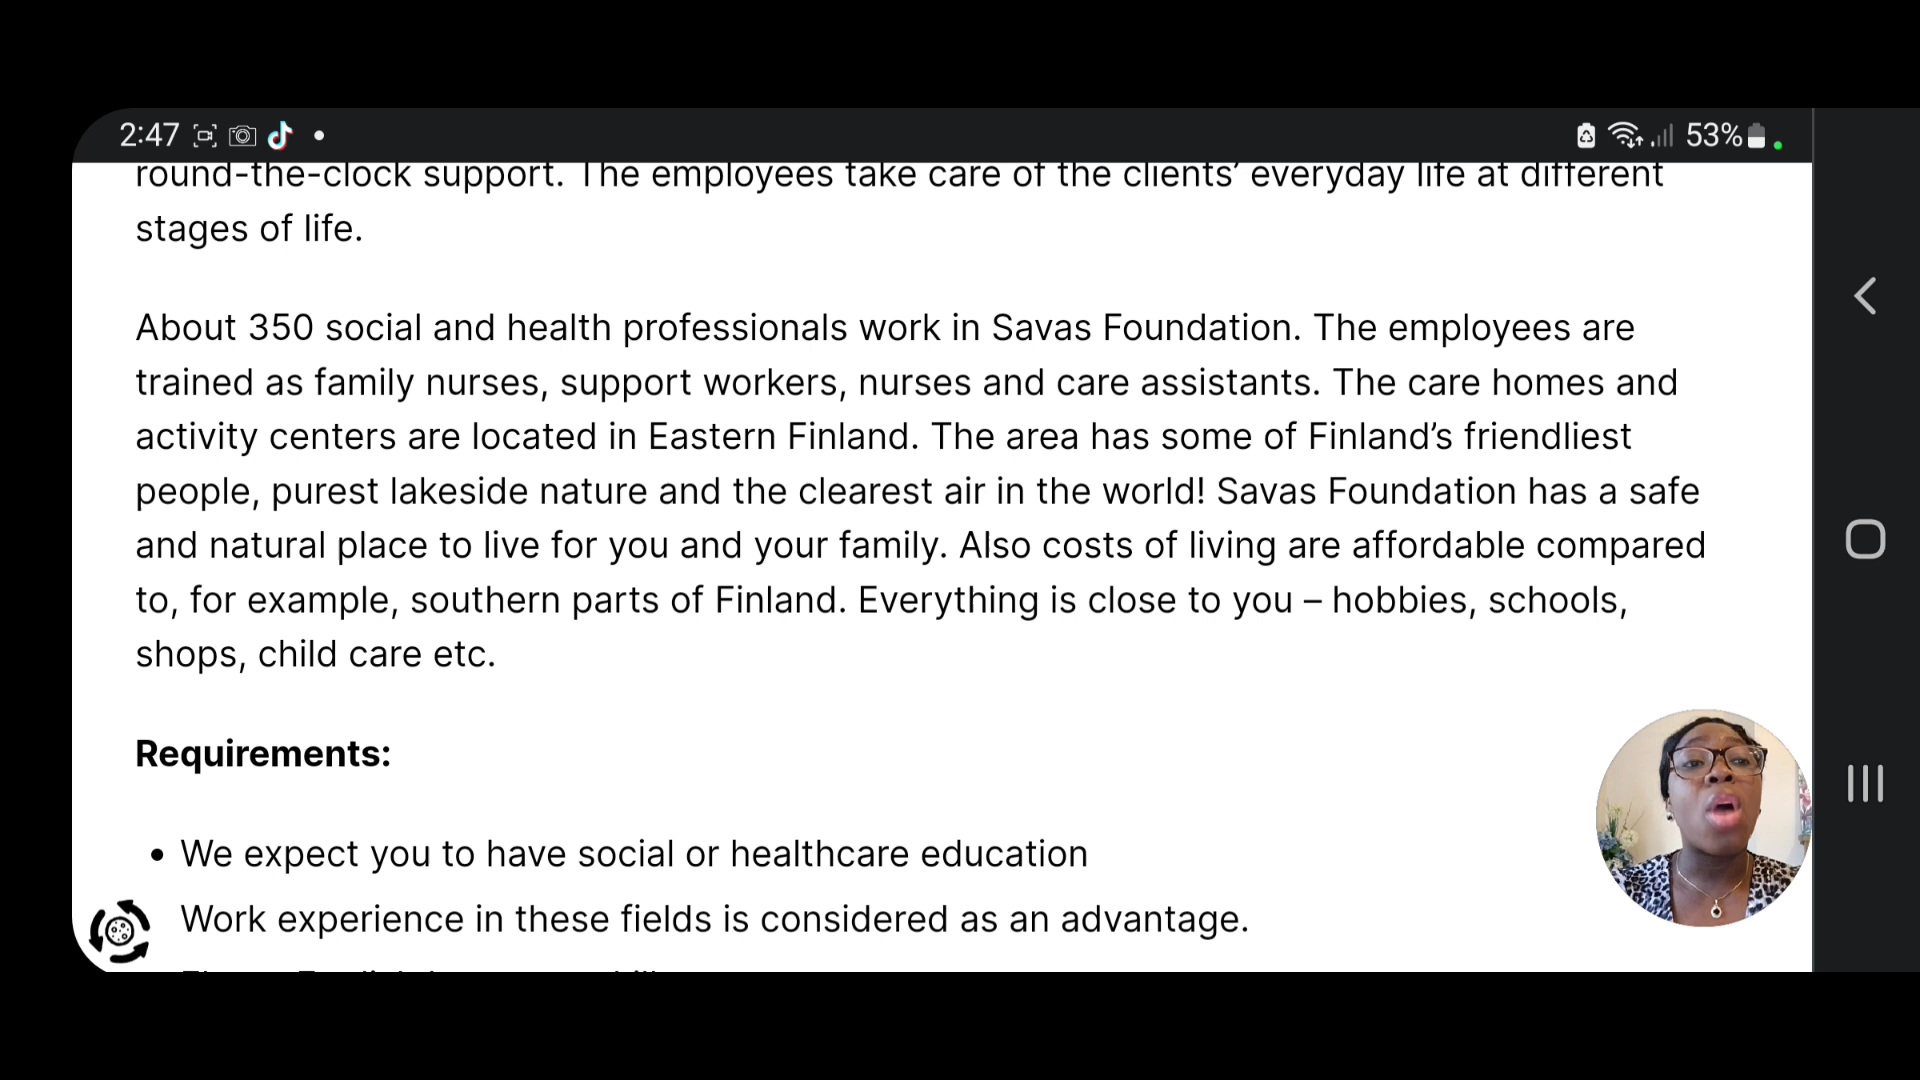 2:47
53%
round-the-clock support. The employees take care of the clients’ everyday life at different
stages of life.
About 350 social and health professionals work in Savas Foundation. The employees are
trained as family nurses, support workers, nurses and care assistants. The care homes and
activity centers are located in Eastern Finland. The area has some of Finland’s friendliest
people, purest lakeside nature and the clearest air in the world! Savas Foundation has a safe
and natural place to live for you and your family. Also costs of living are affordable compared
to, for example, southern parts of Finland. Everything is close to you – hobbies, schools,
shops, child care etc.
Requirements:
• We expect you to have social or healthcare education
Work experience in these fields is considered as an advantage.